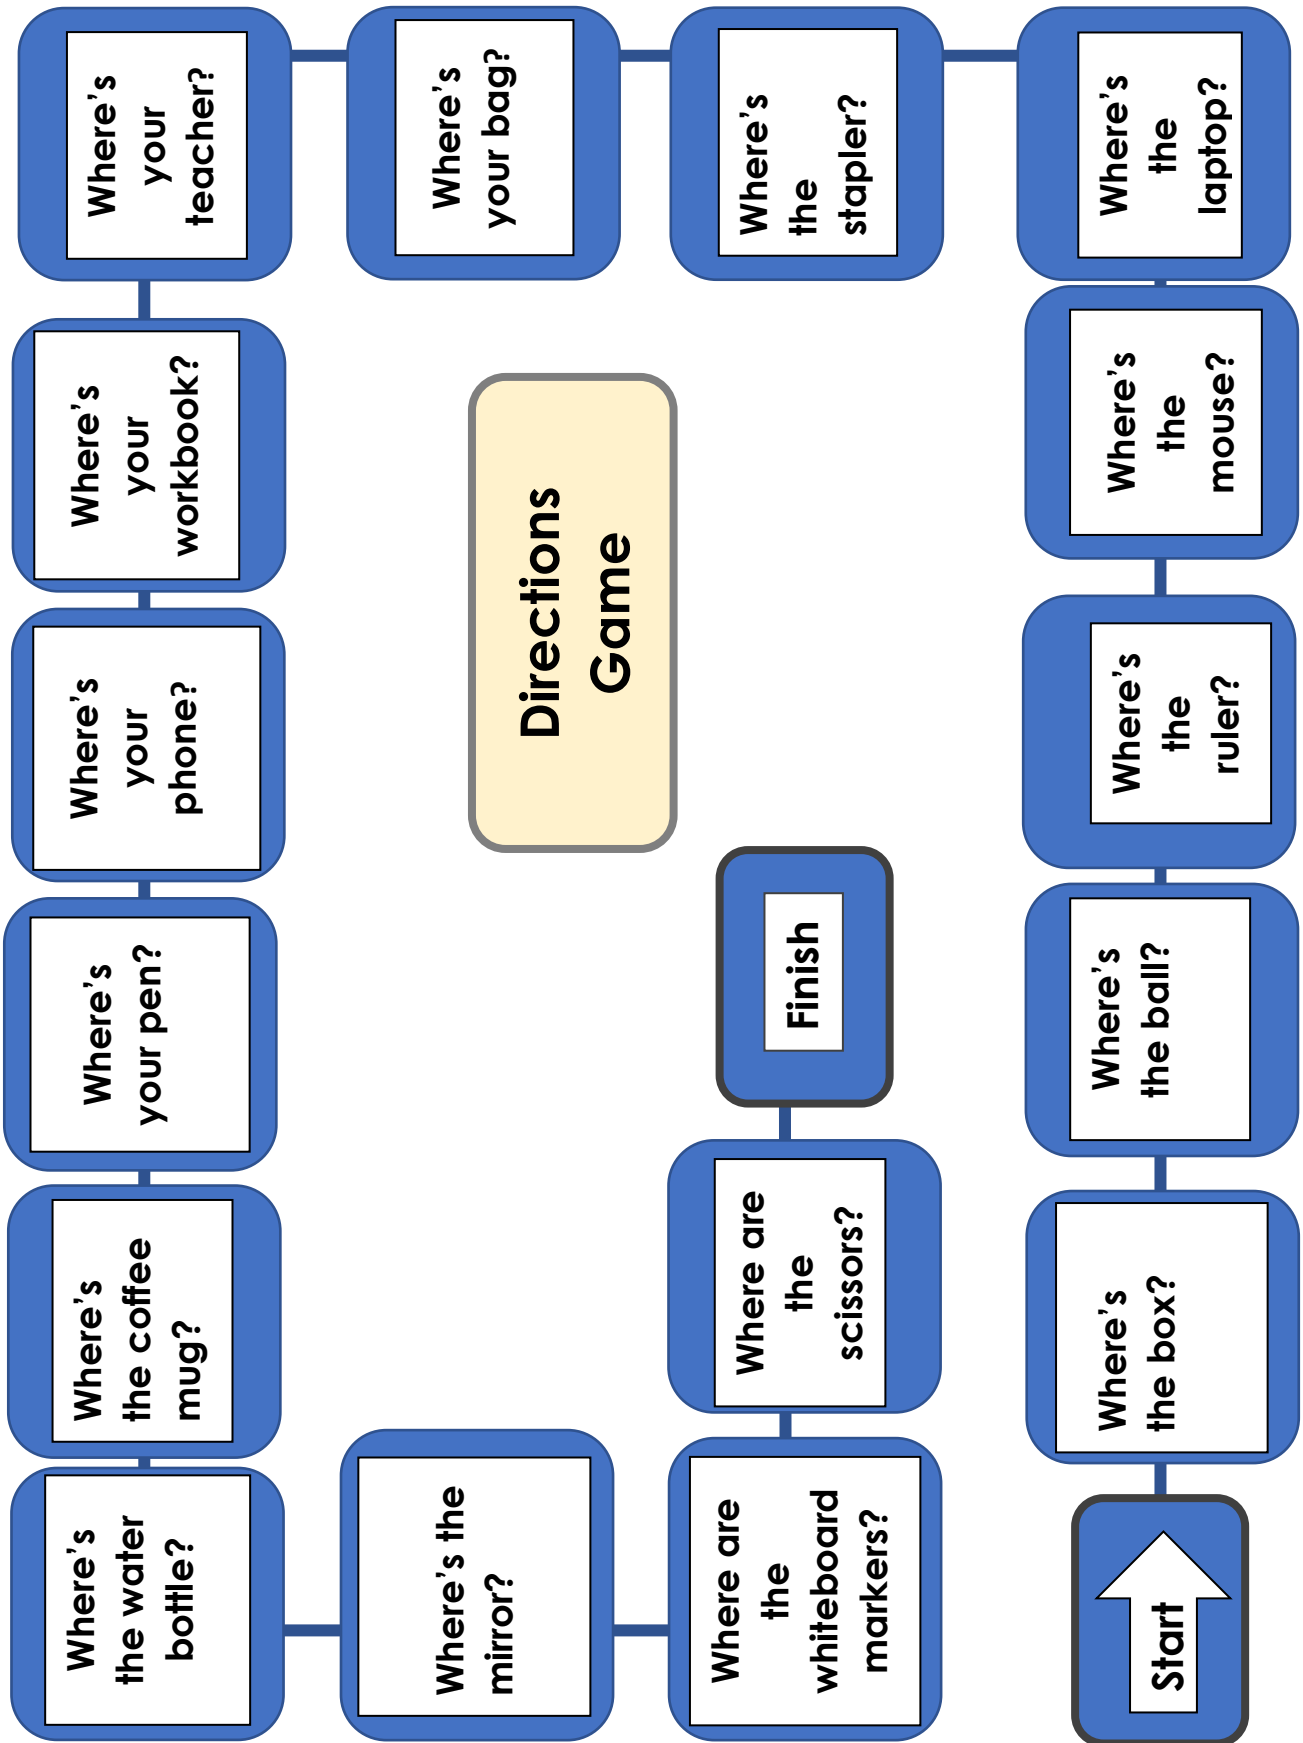 Directions
Game
Start
Where's
the box?
Where's
the ball?
Where's
the
ruler?
Where's
the
mouse?
Where's
the
laptop?
Where's
the
stapler?
Where's
your bag?
Where's
your
teacher?
Where's
your
workbook?
Where's
your
phone?
Where's
your pen?
Where's
the coffee
mug?
Where's
the water
bottle?
Where's the
mirror?
Where are
the
whiteboard
markers?
Where are
the
scissors?
Finish